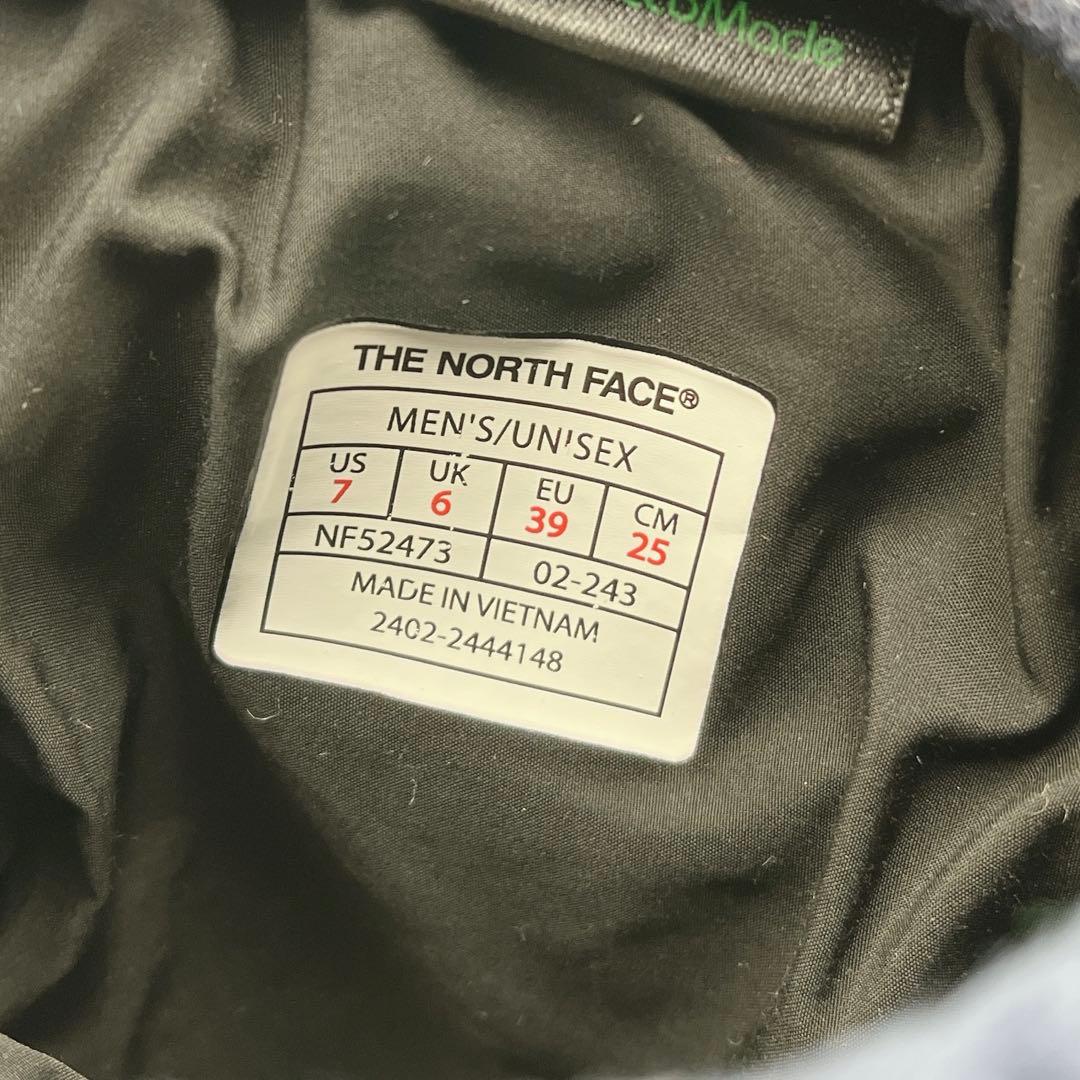 THE NORTH FACE®
MEN'S/UNISEX
US UK EU CM
7 6 39 25
NF52473 02-243
MADE IN VIETNAM
2402-2444148